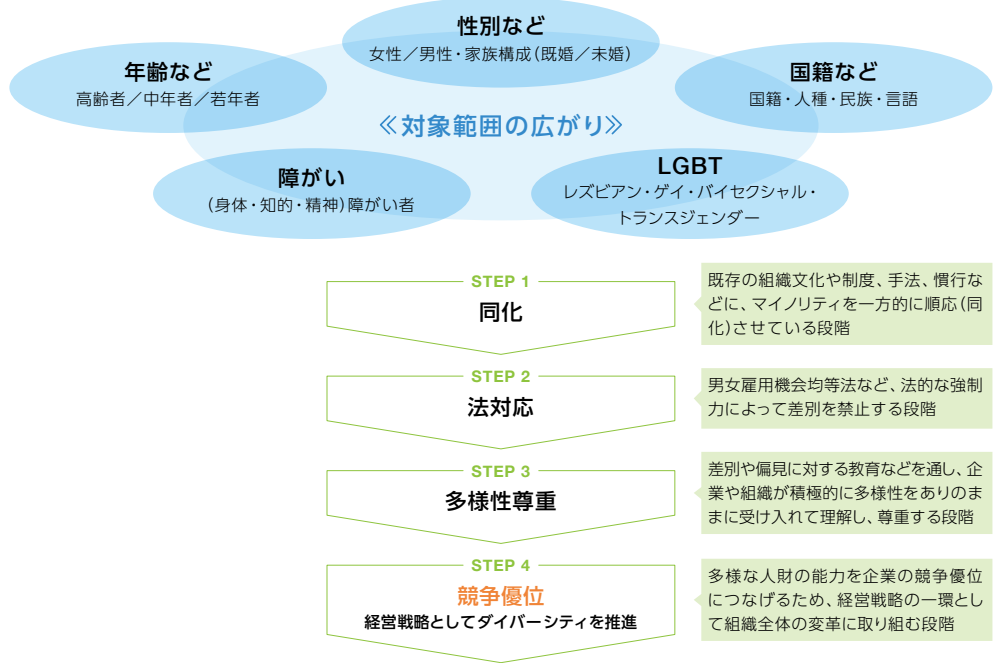 性別など
女性／男性・家族構成（既婚／未婚）
年齢など
高齢者／中年者／若年者
国籍など
国籍・人種・民族・言語
≪対象範囲の広がり≫
障がい
（身体・知的・精神）障がい者
LGBT
レズビアン・ゲイ・バイセクシャル・
トランスジェンダー
STEP 1
同化
既存の組織文化や制度、手法、慣行な
どに、マイノリティを一方的に順応（同
化）させている段階
STEP 2
法対応
男女雇用機会均等法など、法的な強制
力によって差別を禁止する段階
STEP 3
多様性尊重
差別や偏見に対する教育などを通し、企
業や組織が積極的に多様性をありのま
まに受け入れて理解し、尊重する段階
STEP 4
競争優位
経営戦略としてダイバーシティを推進
多様な人財の能力を企業の競争優位
につなげるため、経営戦略の一環とし
て組織全体の変革に取り組む段階